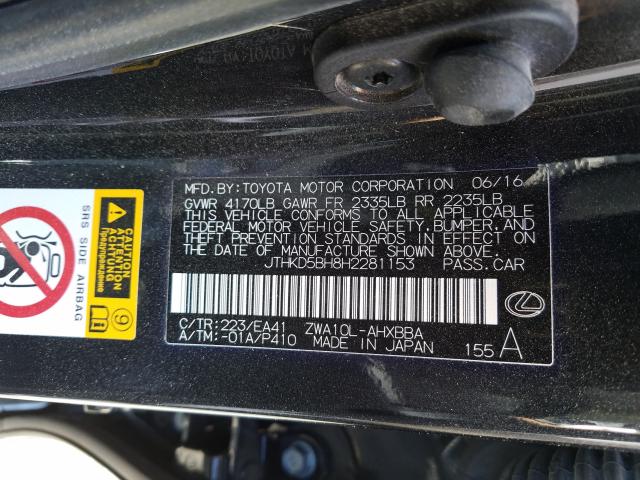 MFD.BY:TOYOTA MOTOR CORPORATION 06/16
GVWR 4170LB GAWR FR 2335LB RR 2235LB
THIS VEHICLE CONFORMS TO ALL APPLICABLE
FEDERAL MOTOR VEHICLE SAFETY,BUMPER,AND
THEFT PREVENTION STANDARDS IN EFFECT ON
THE DATE OF MANUFACTURE SHOWN ABOVE.
JTHKD5BH8H2281153 PASS.CAR
C/TR:223/EA41 ZWA10L-AHXBBA
A/TM:-01A/P410 MADE IN JAPAN 155 A
SRS SIDE AIRBAG
9